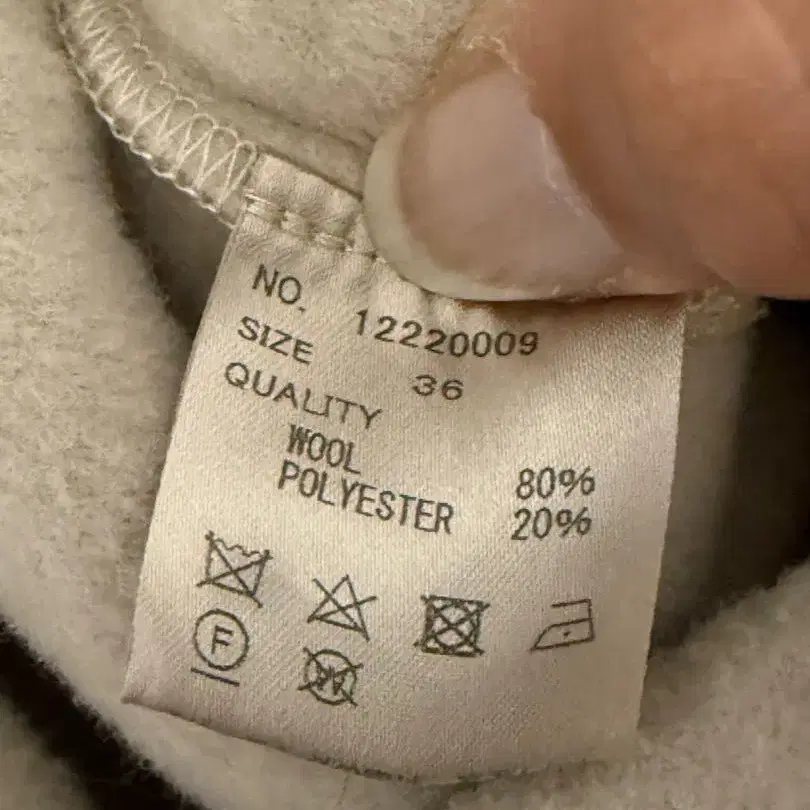 NO. 12220009
SIZE 36
QUALITY
WOOL 80%
POLYESTER 20%
F
W